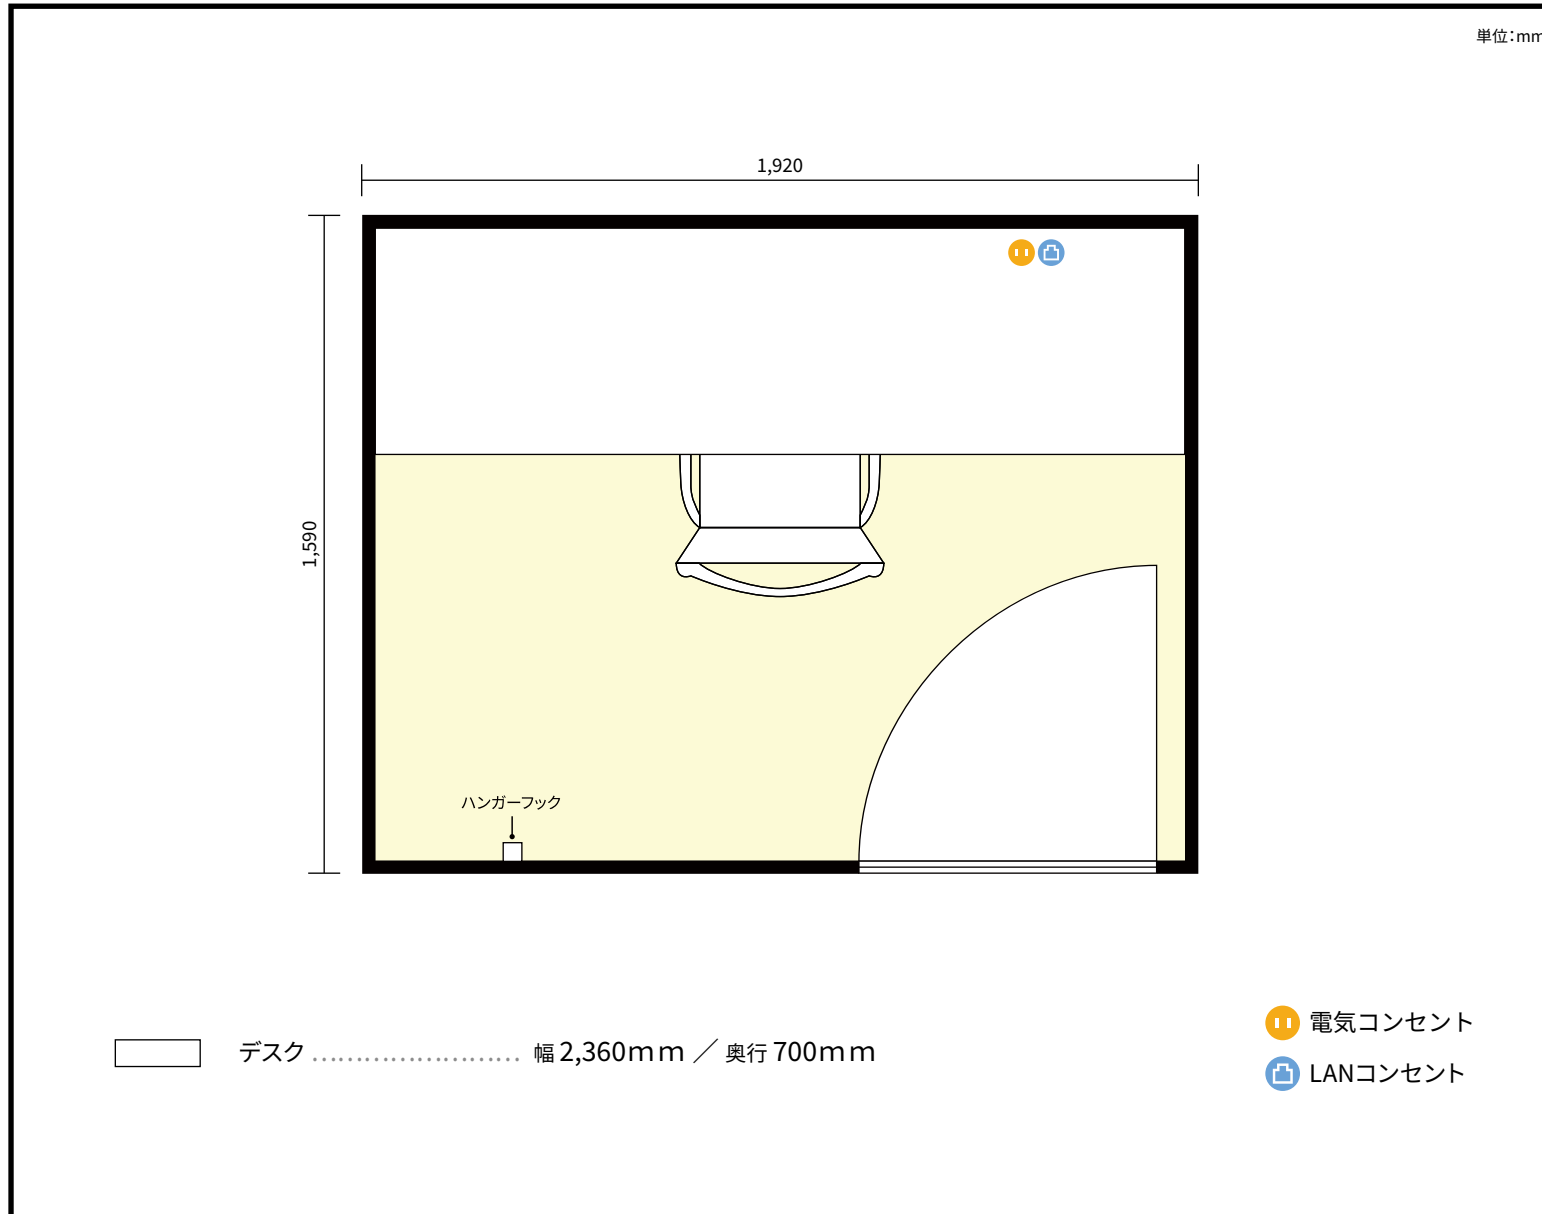 単位：mm
1,920
1,590
ハンガーフック
デスク ........................ 幅 2,360mm ／ 奥行 700mm
電気コンセント
LANコンセント